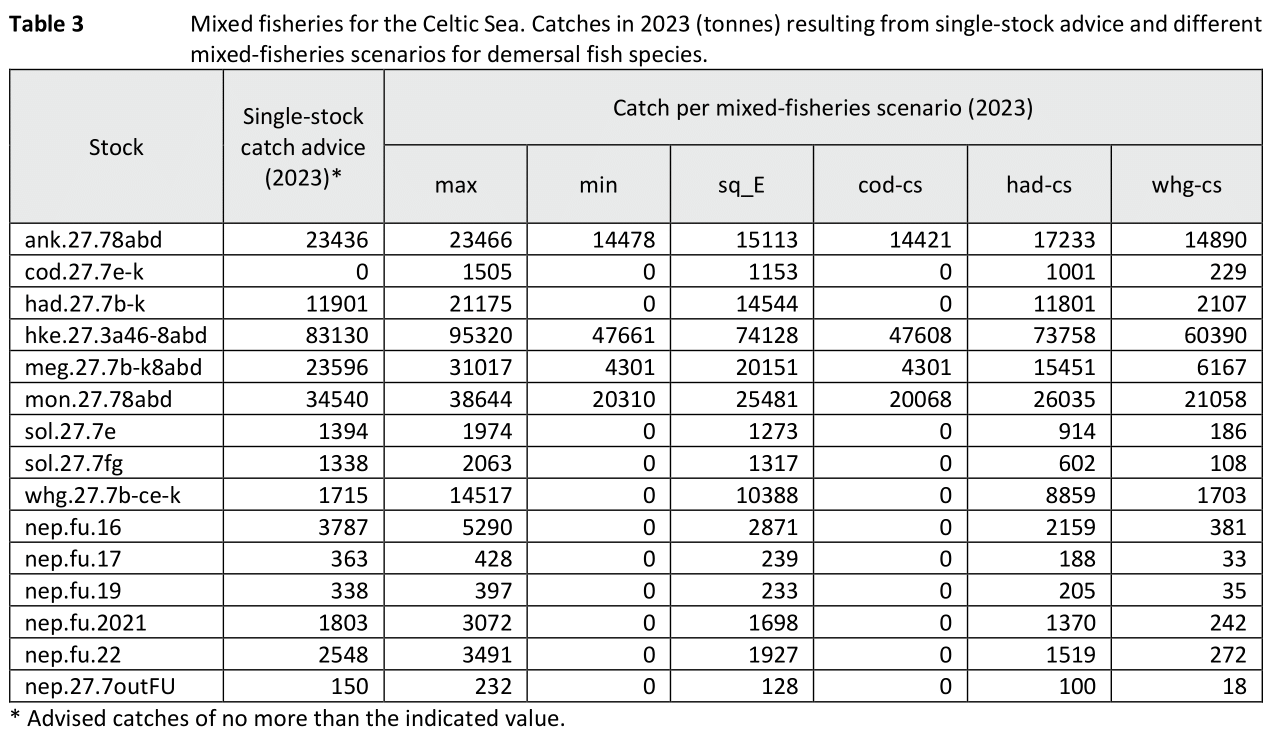 Table 3 Mixed fisheries for the Celtic Sea. Catches in 2023 (tonnes) resulting from single-stock advice and different
mixed-fisheries scenarios for demersal fish species.
Stock Single-stock catch advice (2023)* Catch per mixed-fisheries scenario (2023)
max min sq_E cod-cs had-cs whg-cs
ank.27.78abd 23436 23466 14478 15113 14421 17233 14890
cod.27.7e-k 0 1505 0 1153 0 1001 229
had.27.7b-k 11901 21175 0 14544 0 11801 2107
hke.27.3a46-8abd 83130 95320 47661 74128 47608 73758 60390
meg.27.7b-k8abd 23596 31017 4301 20151 4301 15451 6167
mon.27.78abd 34540 38644 20310 25481 20068 26035 21058
sol.27.7e 1394 1974 0 1273 0 914 186
sol.27.7fg 1338 2063 0 1317 0 602 108
whg.27.7b-ce-k 1715 14517 0 10388 0 8859 1703
nep.fu.16 3787 5290 0 2871 0 2159 381
nep.fu.17 363 428 0 239 0 188 33
nep.fu.19 338 397 0 233 0 205 35
nep.fu.2021 1803 3072 0 1698 0 1370 242
nep.fu.22 2548 3491 0 1927 0 1519 272
nep.27.7outFU 150 232 0 128 0 100 18
* Advised catches of no more than the indicated value.